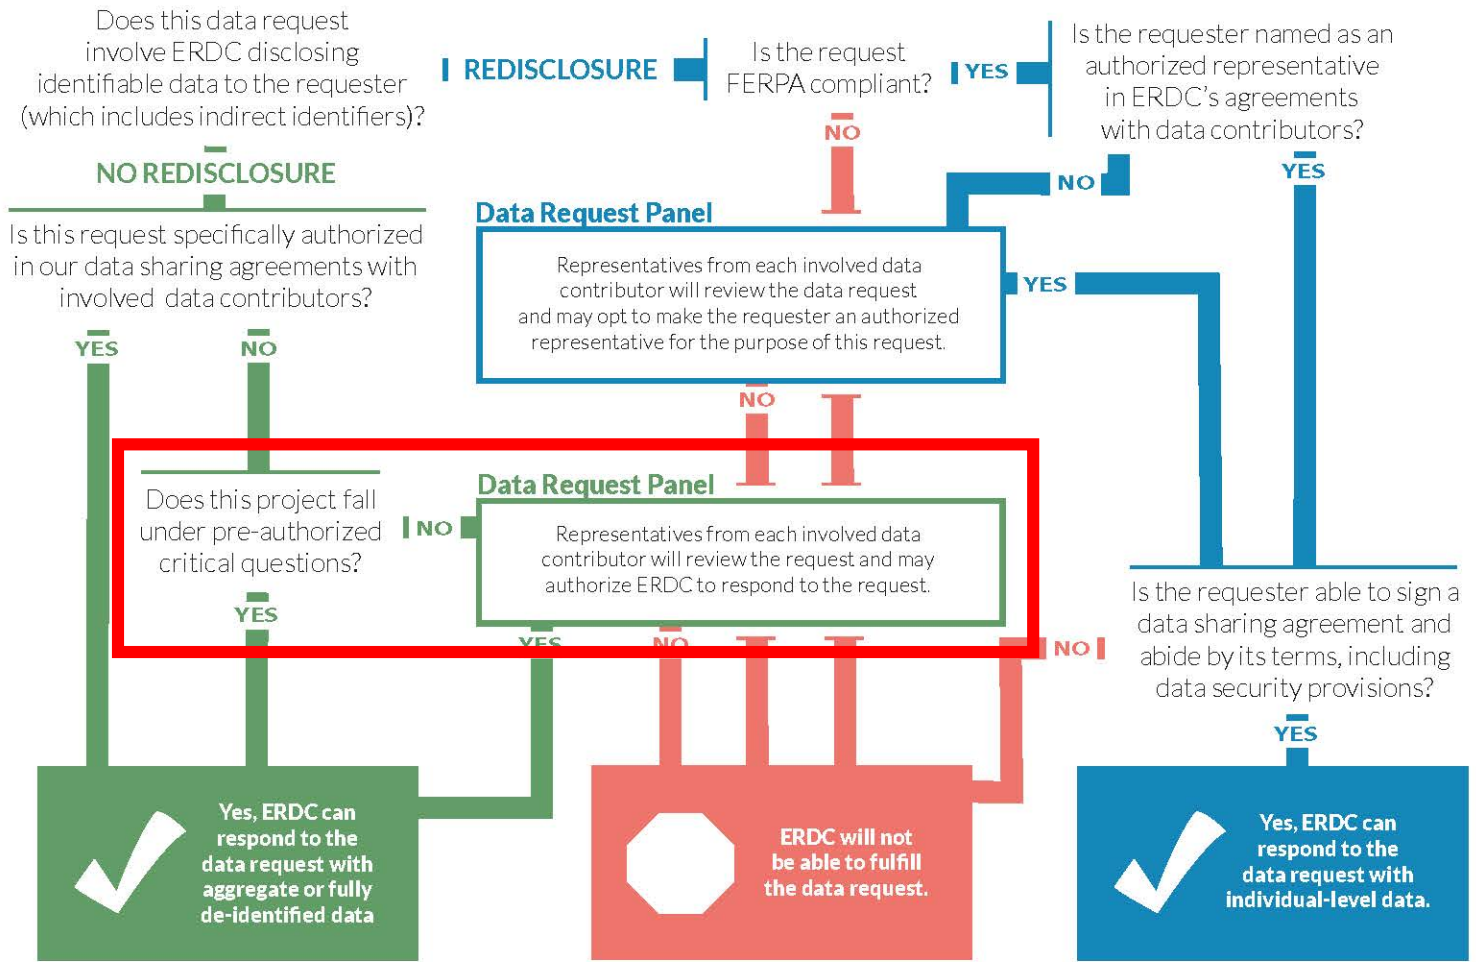 Does this data request
involve ERDC disclosing
identifiable data to the requester
(which includes indirect identifiers)?
REDISCLOSURE
Is the request
FERPA compliant?
YES
Is the requester named as an
authorized representative
in ERDC's agreements
with data contributors?
NO
NO REDISCLOSURE
NO
YES
Is this request specifically authorized
in our data sharing agreements with
involved data contributors?
Data Request Panel
Representatives from each involved data
contributor will review the data request
and may opt to make the requester an authorized
representative for the purpose of this request.
YES
YES
NO
NO
Does this project fall
under pre-authorized
critical questions?
NO
Data Request Panel
Representatives from each involved data
contributor will review the request and may
authorize ERDC to respond to the request.
YES
YES
NO
NO
Is the requester able to sign a
data sharing agreement and
abide by its terms, including
data security provisions?
YES
Yes, ERDC can
respond to the
data request with
aggregate or fully
de-identified data
ERDC will not
be able to fulfill
the data request.
Yes, ERDC can
respond to the
data request with
individual-level data.